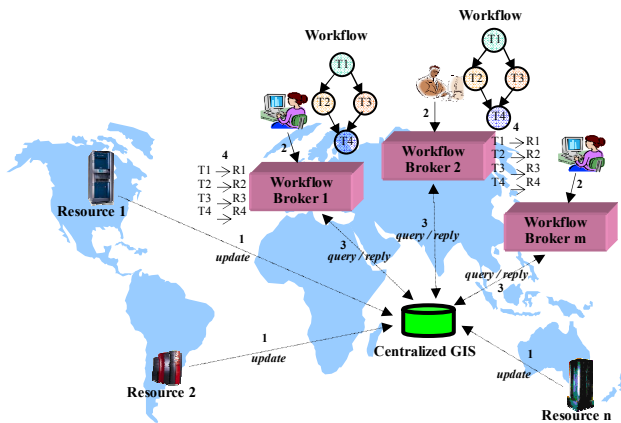 Workflow
T1
T2
T3
T4
2
Workflow
T1
T2
T3
T4
2
4
T1 R1
T2 R2
T3 R3
T4 R4
Workflow
Broker 1
Workflow
Broker 2
4
T1 R1
T2 R2
T3 R3
T4 R4
2
Workflow
Broker m
Resource 1
1
update
3
query / reply
3
query / reply
query / reply
3
Centralized GIS
1
update
Resource 2
1
update
Resource n